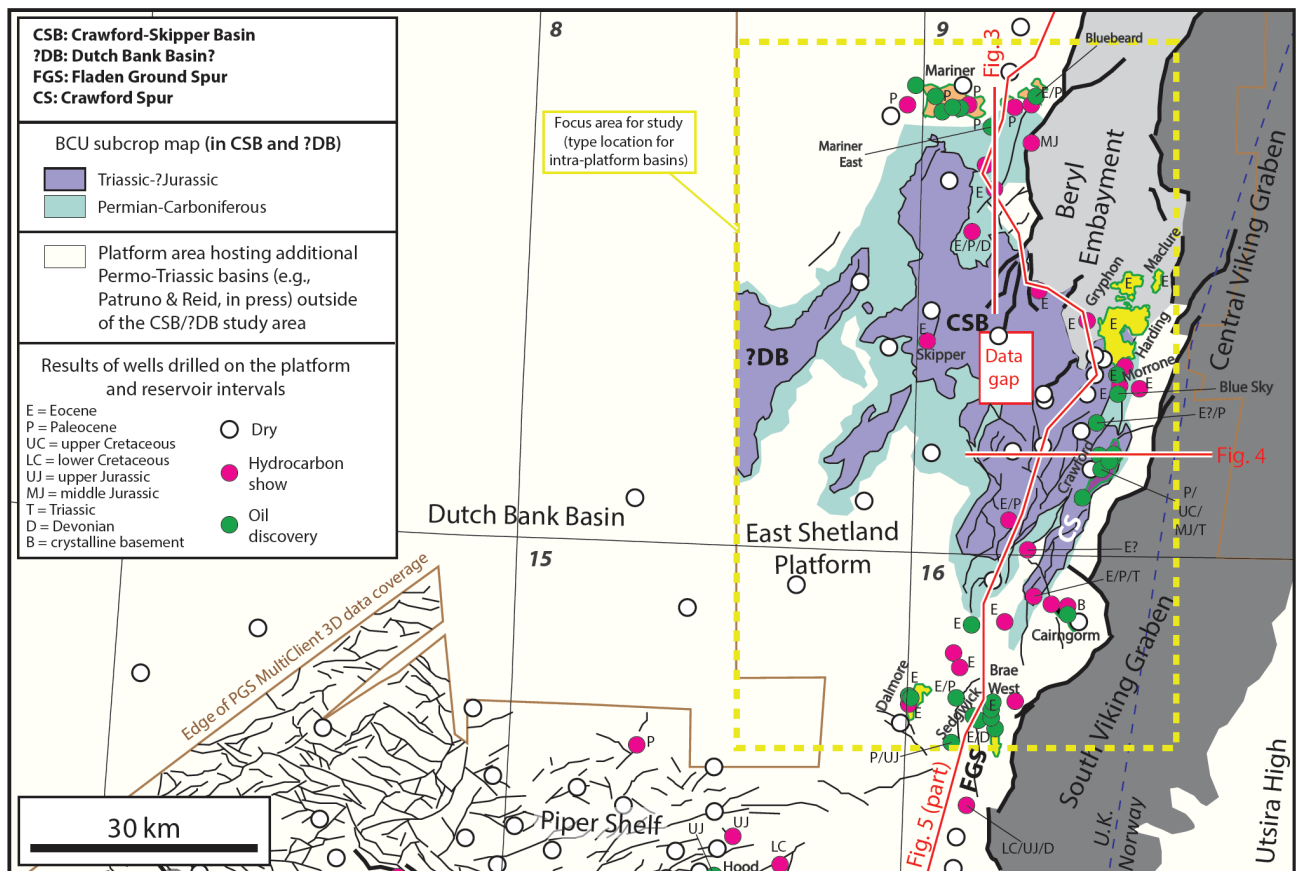 CSB: Crawford-Skipper Basin
?DB: Dutch Bank Basin?
FGS: Fladen Ground Spur
CS: Crawford Spur
BCU subcrop map (in CSB and ?DB)
Triassic-?Jurassic
Permian-Carboniferous
Platform area hosting additional
Permo-Triassic basins (e.g.,
Patruno & Reid, in press) outside
of the CSB/?DB study area
Results of wells drilled on the platform
and reservoir intervals
E = Eocene
P = Paleocene
UC = upper Cretaceous
LC = lower Cretaceous
UJ = upper Jurassic
MJ = middle Jurassic
T = Triassic
D = Devonian
B = crystalline basement
Dry
Hydrocarbon
show
Oil
discovery
8
9
15
16
Focus area for study
(type location for
intra-platform basins)
Fig.3
Bluebeard
Mariner
P
P
P
E/P
P
P
Mariner
East
MJ
E
E/P/D
Beryl
Embayment
Central Viking Graben
Maclure
Gryphon
E
E
E
E
E
Harding
E
Skipper
CSB
?DB
Data
gap
Morrone
E
E
E
Blue Sky
E?/P
Fig. 4
Crawford
P/
UC/
MJ/T
CS
E/P
E?
E/P/T
B
Cairngorm
E
Dutch Bank Basin
East Shetland
Platform
Edge of PGS MultiClient 3D data coverage
E
Brae
West
Dalmore
E
E
E/P
Sedgwick
E
E/D
P/UJ
FGS
Fig. 5 (part)
LC/UJ/D
South Viking Graben
U.K.
Norway
Utsira High
P
Piper Shelf
UJ
UJ
LC
Hood
30 km